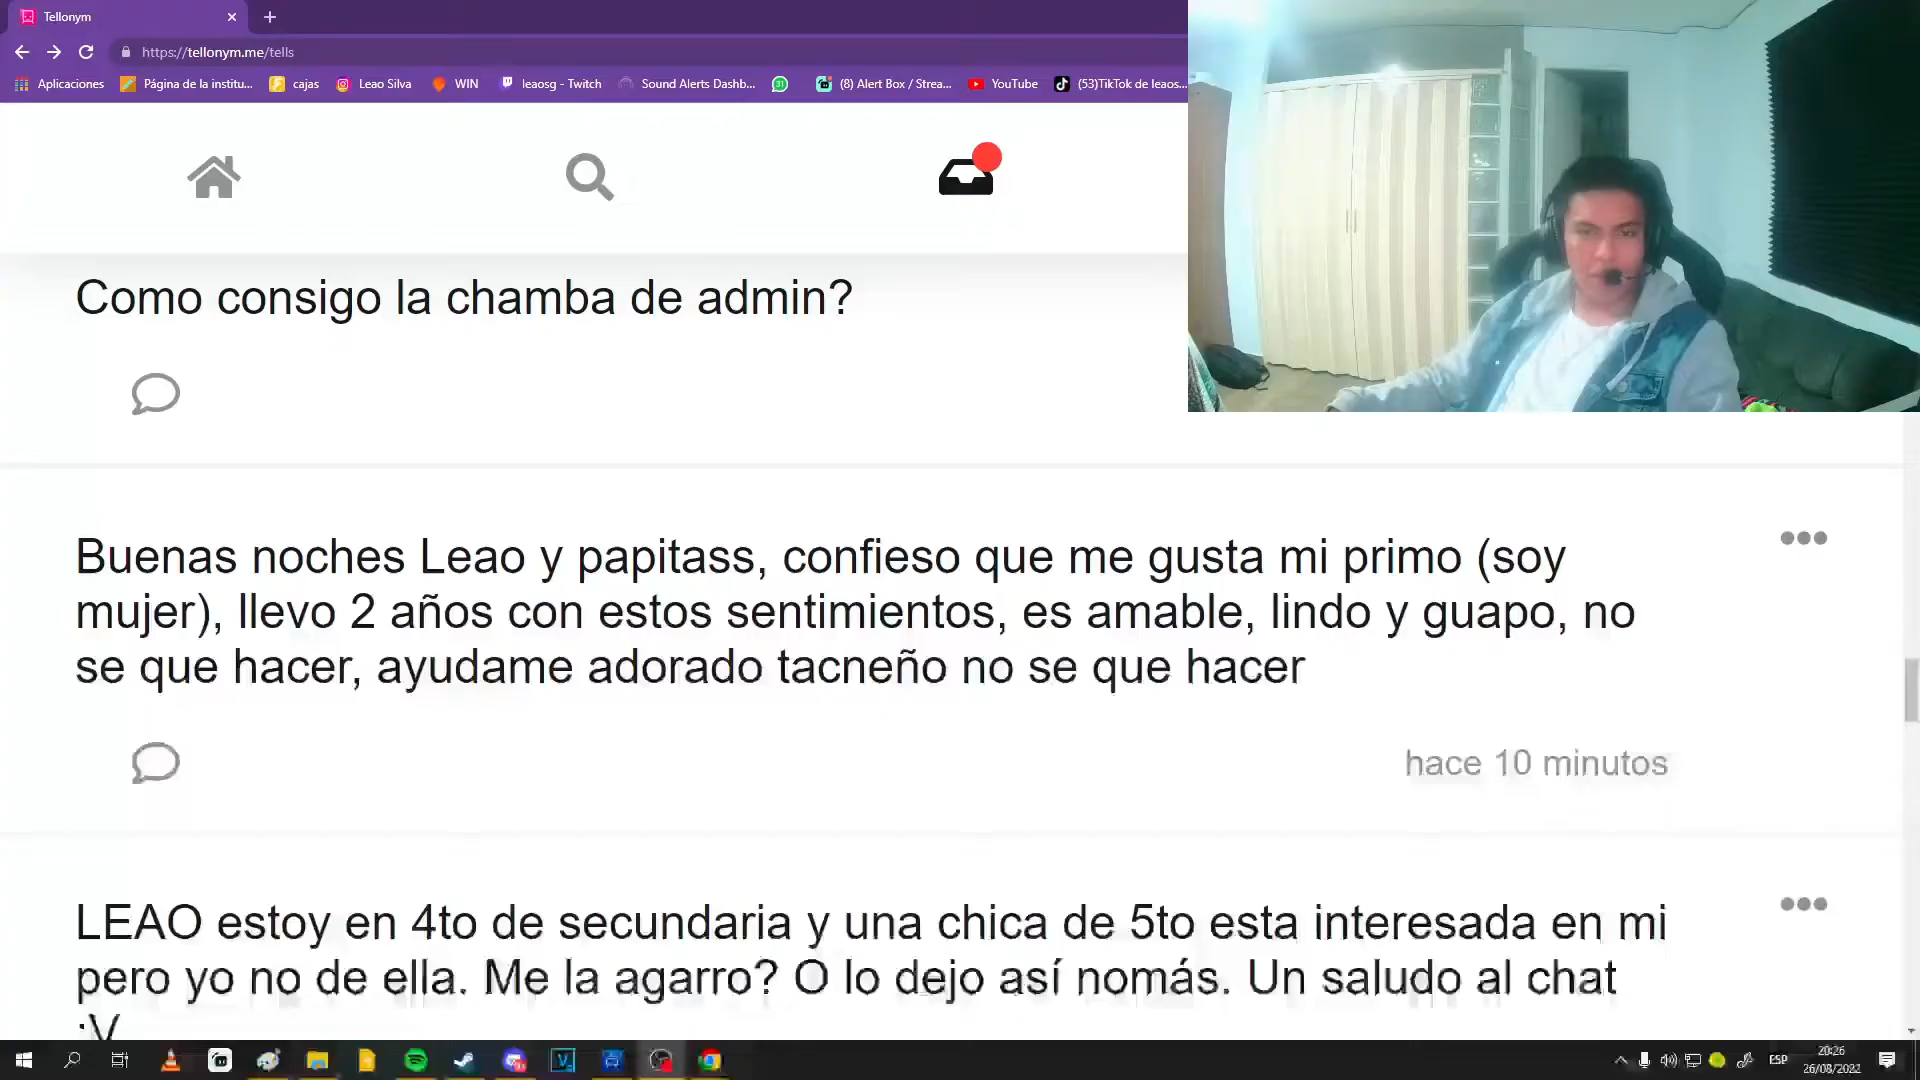 Tellonym
https://tellonym.me/tells
Aplicaciones
Página de la institu...
cajas
Leao Silva
WIN
leaosg - Twitch
Sound Alerts Dashb...
(8) Alert Box / Strea...
YouTube
(53)TikTok de leaos...
Como consigo la chamba de admin?
Buenas noches Leao y papitass, confieso que me gusta mi primo (soy
mujer), llevo 2 años con estos sentimientos, es amable, lindo y guapo, no
se que hacer, ayudame adorado tacneño no se que hacer
hace 10 minutos
LEAO estoy en 4to de secundaria y una chica de 5to esta interesada en mi
pero yo no de ella. Me la agarro? O lo dejo así nomás. Un saludo al chat
:V
ESP
20:26